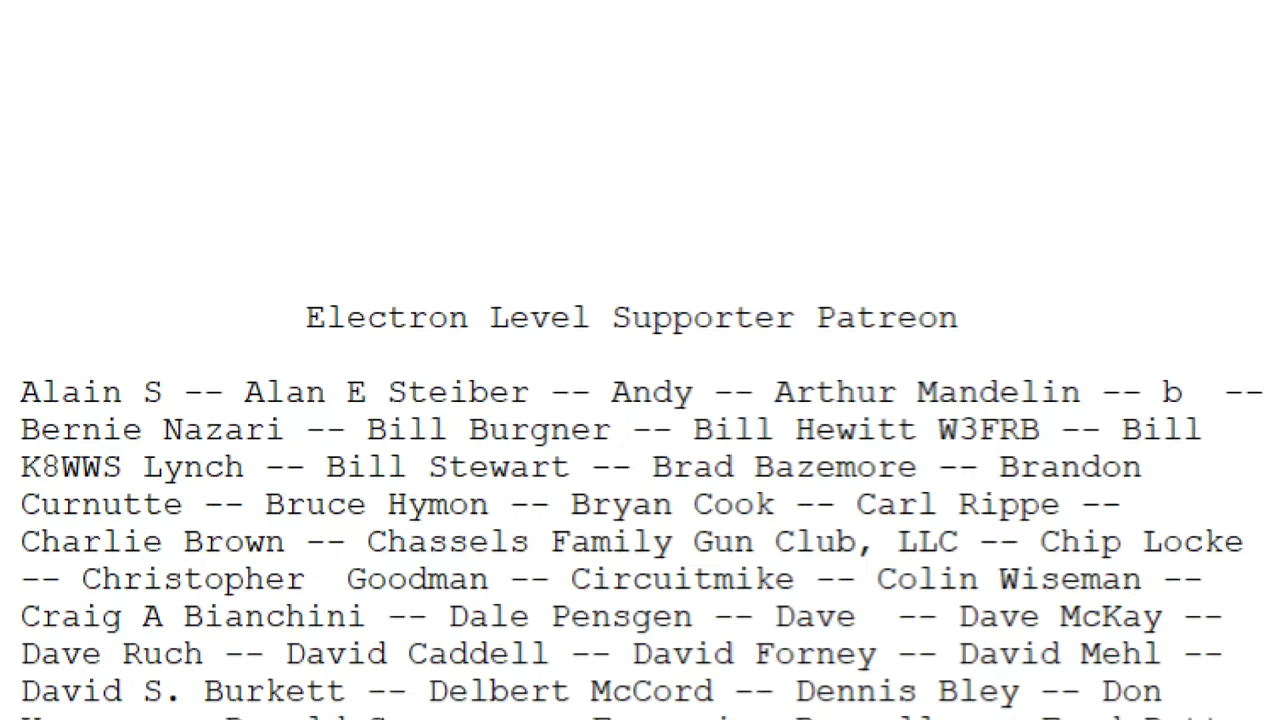 Electron Level Supporter Patreon
Alain S -- Alan E Steiber -- Andy -- Arthur Mandelin -- b  --
Bernie Nazari -- Bill Burgner -- Bill Hewitt W3FRB -- Bill
K8WWS Lynch -- Bill Stewart -- Brad Bazemore -- Brandon
Curnutte -- Bruce Hymon -- Bryan Cook -- Carl Rippe --
Charlie Brown -- Chassels Family Gun Club, LLC -- Chip Locke
-- Christopher  Goodman -- Circuitmike -- Colin Wiseman --
Craig A Bianchini -- Dale Pensgen -- Dave  -- Dave McKay --
Dave Ruch -- David Caddell -- David Forney -- David Mehl --
David S. Burkett -- Delbert McCord -- Dennis Bley -- Don